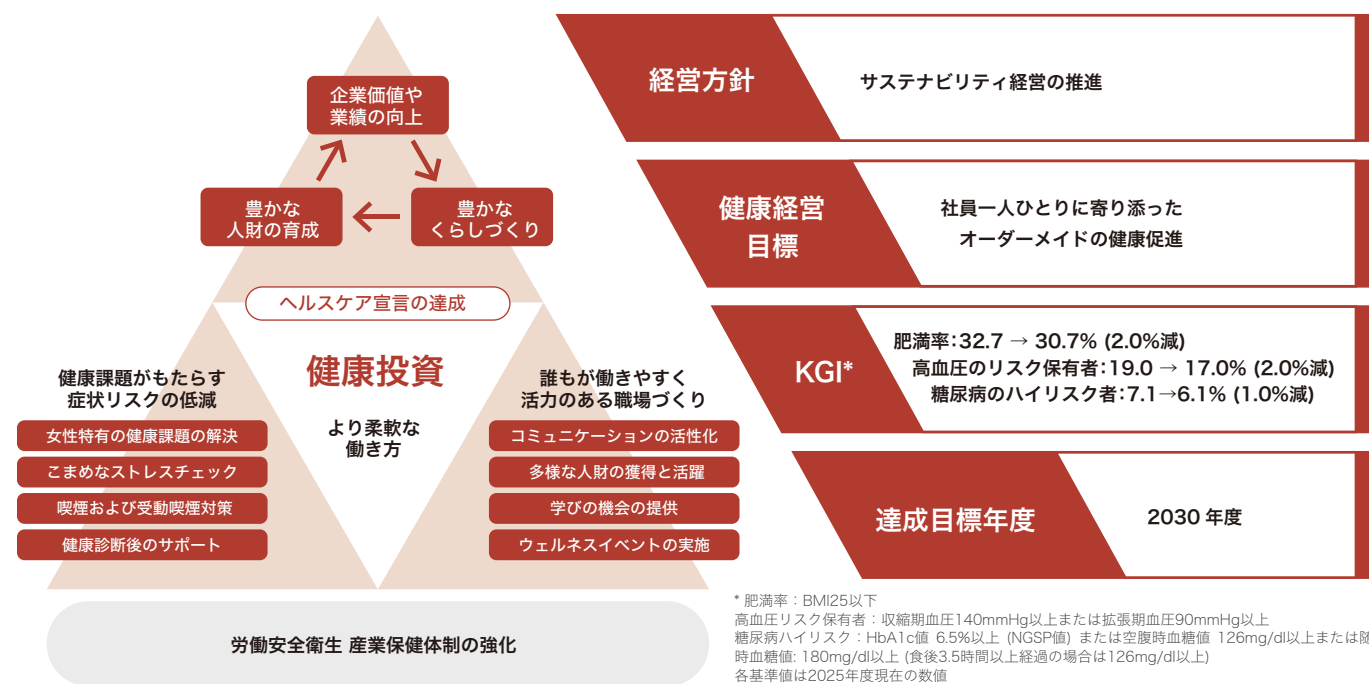 企業価値や
業績の向上
豊かな
人財の育成
豊かな
くらしづくり
ヘルスケア宣言の達成
健康投資
より柔軟な
働き方
健康課題がもたらす
症状リスクの低減
女性特有の健康課題の解決
こまめなストレスチェック
喫煙および受動喫煙対策
健康診断後のサポート
誰もが働きやすく
活力のある職場づくり
コミュニケーションの活性化
多様な人財の獲得と活躍
学びの機会の提供
ウェルネスイベントの実施
労働安全衛生 産業保健体制の強化
経営方針
サステナビリティ経営の推進
健康経営
目標
社員一人ひとりに寄り添った
オーダーメイドの健康促進
KGI*
肥満率：32.7 → 30.7% (2.0%減)
高血圧のリスク保有者：19.0 → 17.0% (2.0%減)
糖尿病のハイリスク者：7.1→6.1% (1.0%減)
達成目標年度
2030 年度
* 肥満率：BMI25以下
高血圧リスク保有者：収縮期血圧140mmHg以上または拡張期血圧90mmHg以上
糖尿病ハイリスク：HbA1c値 6.5%以上 (NGSP値) または空腹時血糖値 126mg/dl以上または随
時血糖値: 180mg/dl以上 (食後3.5時間以上経過の場合は126mg/dl以上)
各基準値は2025年度現在の数値